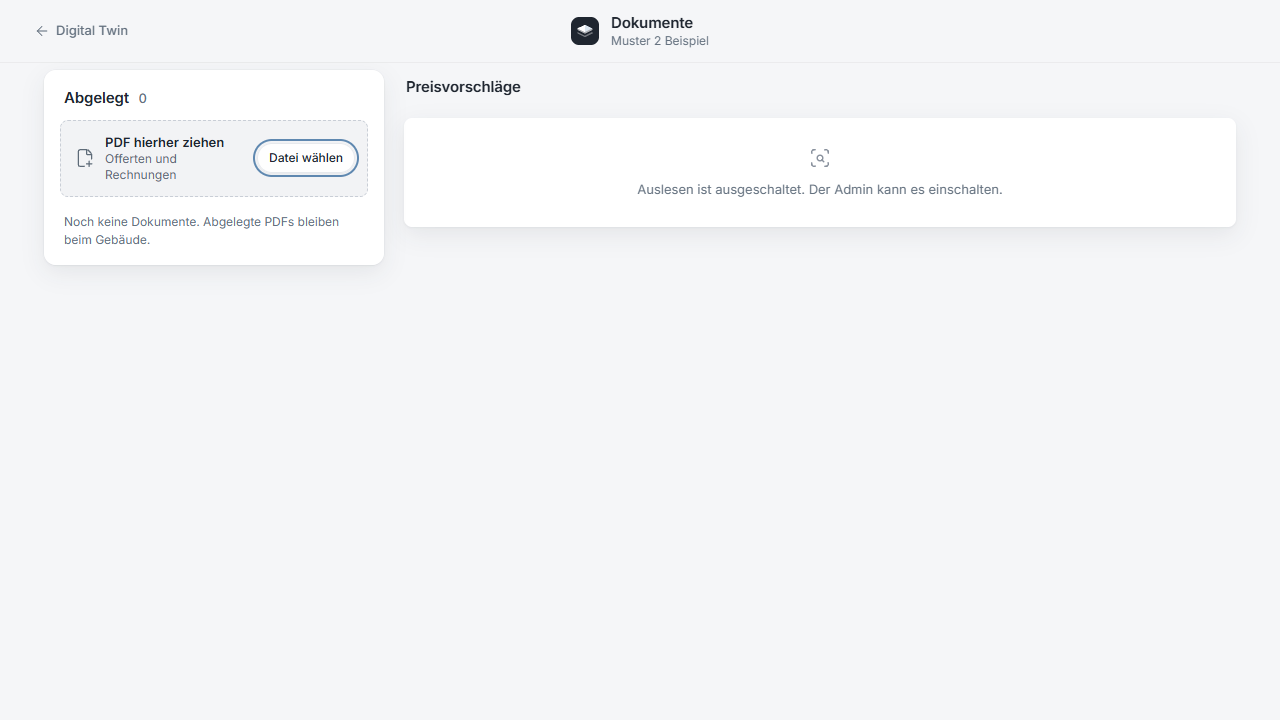 Digital Twin
Dokumente
Muster 2 Beispiel
Abgelegt 0
PDF hierher ziehen
Offerten und
Rechnungen
Datei wählen
Noch keine Dokumente. Abgelegte PDFs bleiben
beim Gebäude.
Preisvorschläge
Auslesen ist ausgeschaltet. Der Admin kann es einschalten.